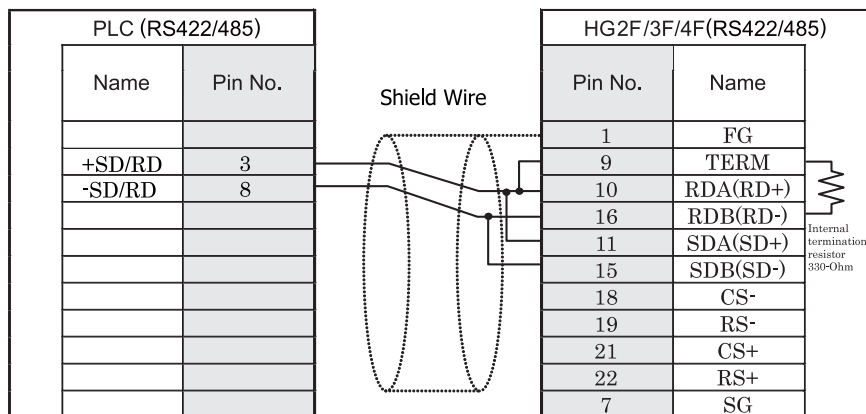 PLC (RS422/485)
HG2F/3F/4F(RS422/485)
Name
Pin No.
Shield Wire
Pin No.
Name
1
FG
+SD/RD
3
9
TERM
-SD/RD
8
10
RDA(RD+)
16
RDB(RD-)
11
SDA(SD+)
15
SDB(SD-)
Internal
termination
resistor
330-Ohm
18
CS-
19
RS-
21
CS+
22
RS+
7
SG